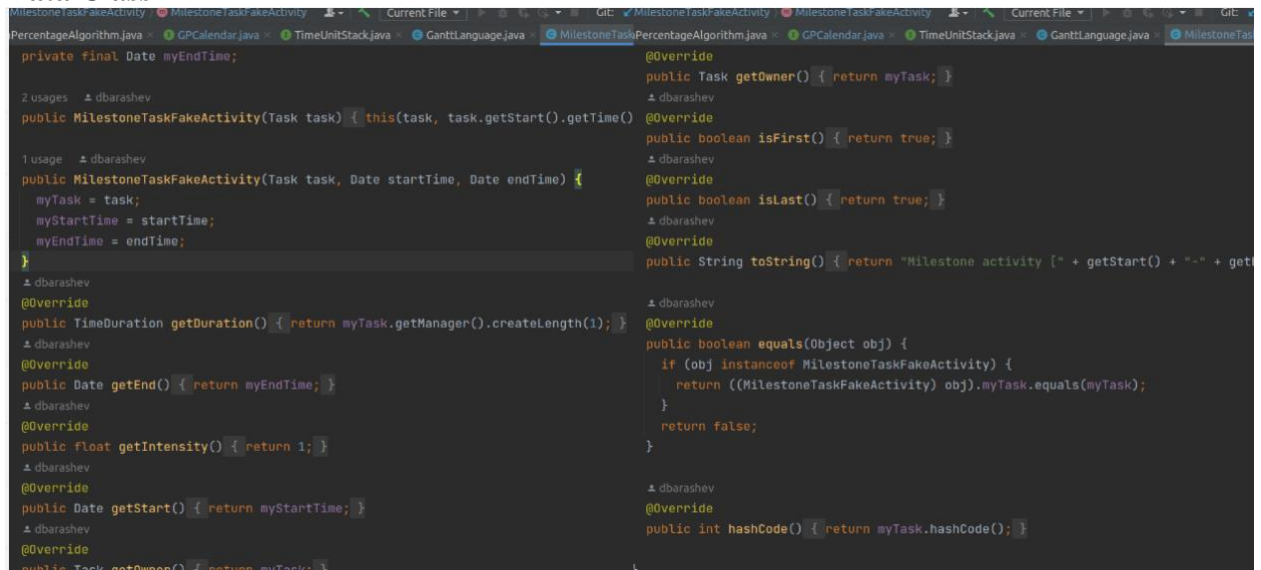 MilestoneTaskFakeActivity MilestoneTaskFakeActivity Current File Git:
PercentageAlgorithm.java GPCalendar.java TimeUnitStack.java GanttLanguage.java MilestoneTask
private final Date myEndTime;
2 usages dbarashev
public MilestoneTaskFakeActivity(Task task) { this(task, task.getStart().getTime()
1 usage dbarashev
public MilestoneTaskFakeActivity(Task task, Date startTime, Date endTime) {
myTask = task;
myStartTime = startTime;
myEndTime = endTime;
}
dbarashev
@Override
public TimeDuration getDuration() { return myTask.getManager().createLength(1); }
dbarashev
@Override
public Date getEnd() { return myEndTime; }
dbarashev
@Override
public float getIntensity() { return 1; }
dbarashev
@Override
public Date getStart() { return myStartTime; }
dbarashev
@Override
public Task getOwner() { return myTask; }
MilestoneTaskFakeActivity MilestoneTaskFakeActivity Current File Git:
PercentageAlgorithm.java GPCalendar.java TimeUnitStack.java GanttLanguage.java MilestoneTas
@Override
public Task getOwner() { return myTask; }
dbarashev
@Override
public boolean isFirst() { return true; }
dbarashev
@Override
public boolean isLast() { return true; }
dbarashev
@Override
public String toString() { return "Milestone activity [" + getStart() + "-" + get
dbarashev
@Override
public boolean equals(Object obj) {
if (obj instanceof MilestoneTaskFakeActivity) {
return ((MilestoneTaskFakeActivity) obj).myTask.equals(myTask);
}
return false;
}
dbarashev
@Override
public int hashCode() { return myTask.hashCode(); }
}